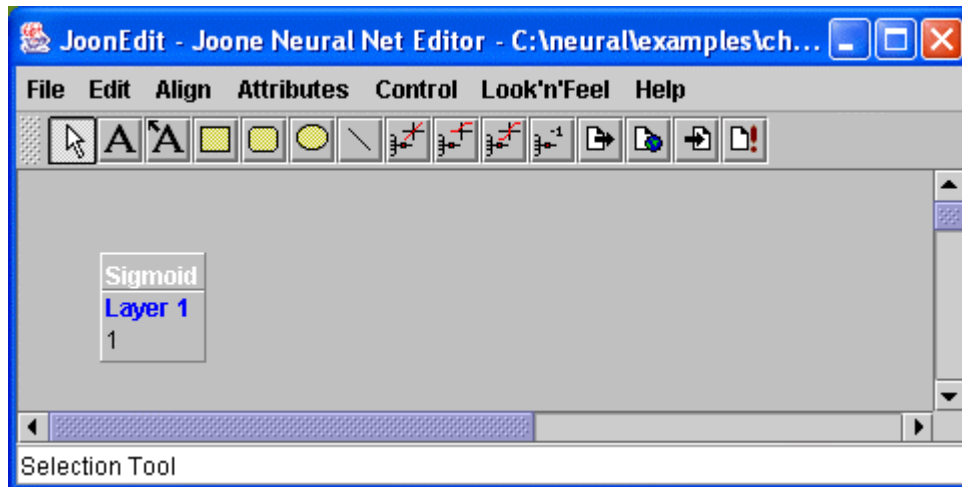 JoonEdit - Joone Neural Net Editor - C:\neural\examples\ch...
File Edit Align Attributes Control Look'n'Feel Help
A A -1
Sigmoid
Layer 1
1
Selection Tool